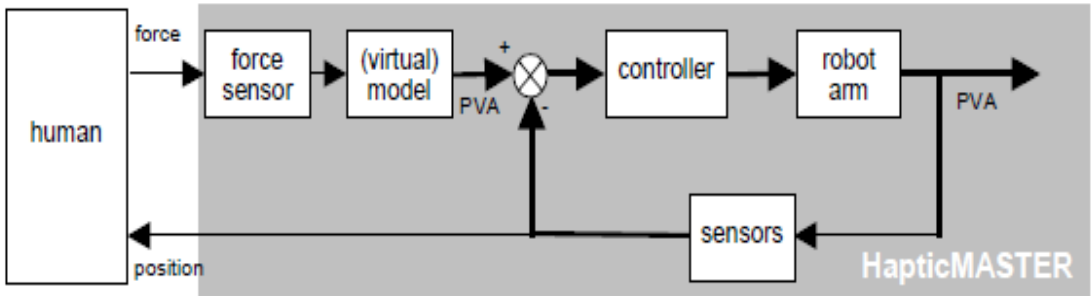 force
human
force
sensor
(virtual)
model
PVA
+
-
controller
robot
arm
PVA
sensors
position
HapticMASTER